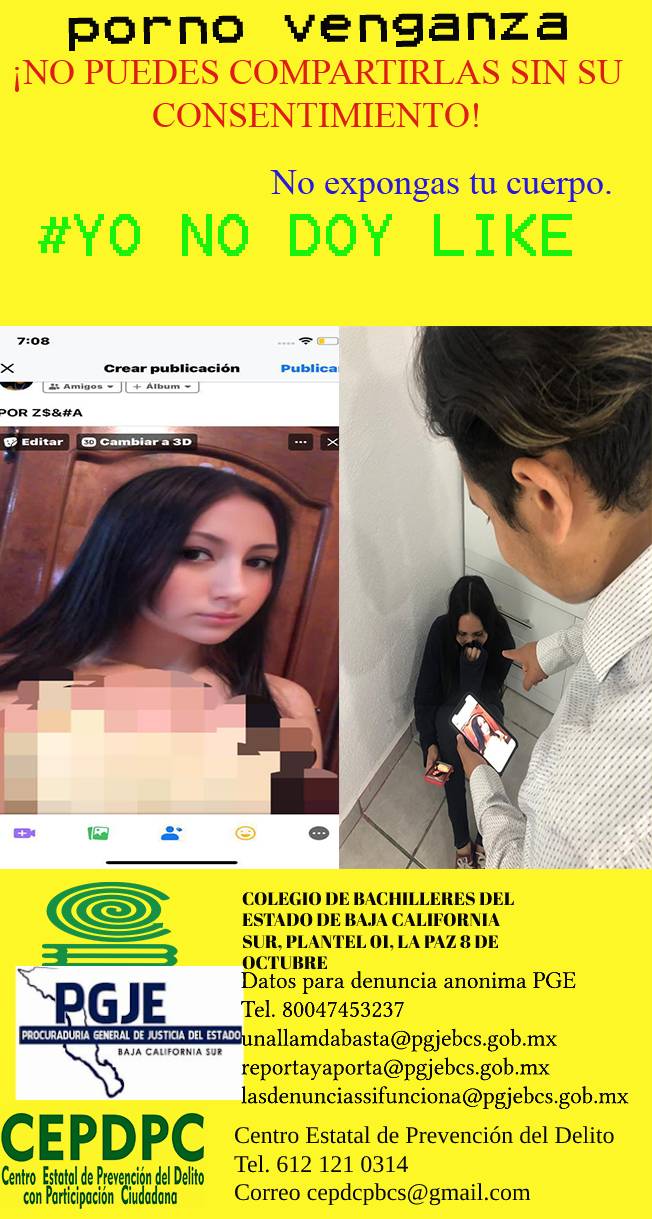 porno venganza
¡NO PUEDES COMPARTIRLAS SIN SU
CONSENTIMIENTO!
No expongas tu cuerpo.
#YO NO DOY LIKE
7:08
Crear publicación
Publica
Amigos
+ Álbum
POR Z$&#A
Editar
3D Cambiar a 3D
COLEGIO DE BACHILLERES DEL
ESTADO DE BAJA CALIFORNIA
SUR, PLANTEL 01, LA PAZ 8 DE
OCTUBRE
PGJE
PROCURADURIA GENERAL DE JUSTICIA DEL ESTADO
BAJA CALIFORNIA SUR
Datos para denuncia anonima PGE
Tel. 80047453237
unallamdabasta@pgjebcs.gob.mx
reportayaporta@pgjebcs.gob.mx
lasdenunciassifunciona@pgjebcs.gob.mx
CEPDPC
Centro Estatal de Prevención del Delito
con Participación Ciudadana
Centro Estatal de Prevención del Delito
Tel. 612 121 0314
Correo cepdcpbcs@gmail.com